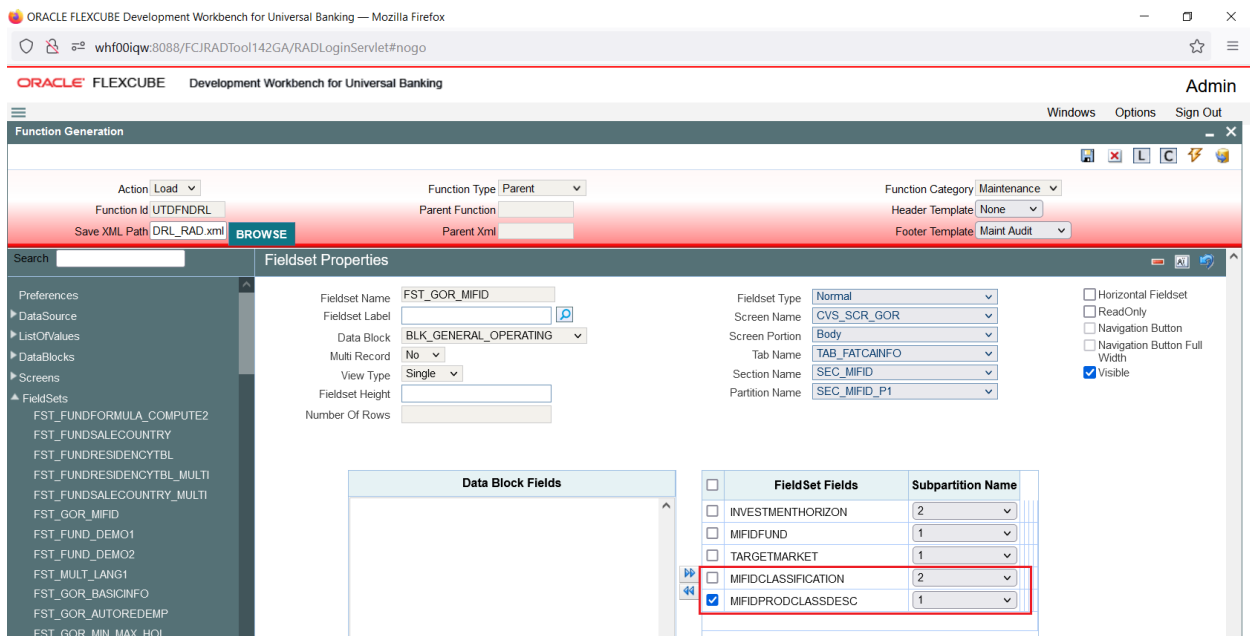 ORACLE FLEXCUBE Development Workbench for Universal Banking — Mozilla Firefox
whf00iqw:8088/FCJRADTool142GA/RADLoginServlet#nogo
ORACLE FLEXCUBE Development Workbench for Universal Banking
Admin
Windows Options Sign Out
Function Generation
L C
Action Load Function Type Parent Function Category Maintenance
Function Id UTDFNDRL Parent Function Header Template None
Save XML Path DRL_RAD.xml BROWSE Parent Xml Footer Template Maint Audit
Search Fieldset Properties
Preferences
DataSource
ListOfValues
DataBlocks
Screens
FieldSets
FST_FUNDFORMULA_COMPUTE2
FST_FUNDSALECOUNTRY
FST_FUNDRESIDENCYTBL
FST_FUNDRESIDENCYTBL_MULTI
FST_FUNDSALECOUNTRY_MULTI
FST_GOR_MIFID
FST_FUND_DEMO1
FST_FUND_DEMO2
FST_MULT_LANG1
FST_GOR_BASICINFO
FST_GOR_AUTOREDEMP
FST_GOR_MIN_MAX_HOL
Fieldset Name FST_GOR_MIFID
Fieldset Label
Data Block BLK_GENERAL_OPERATING
Multi Record No
View Type Single
Fieldset Height
Number Of Rows
Fieldset Type Normal
Screen Name CVS_SCR_GOR
Screen Portion Body
Tab Name TAB_FATCAINFO
Section Name SEC_MIFID
Partition Name SEC_MIFID_P1
Horizontal Fieldset
ReadOnly
Navigation Button
Navigation Button Full
Width
Visible
Data Block Fields
FieldSet Fields Subpartition Name
INVESTMENTHORIZON 2
MIFIDFUND 1
TARGETMARKET 1
MIFIDCLASSIFICATION 2
MIFIDPRODCLASSDESC 1